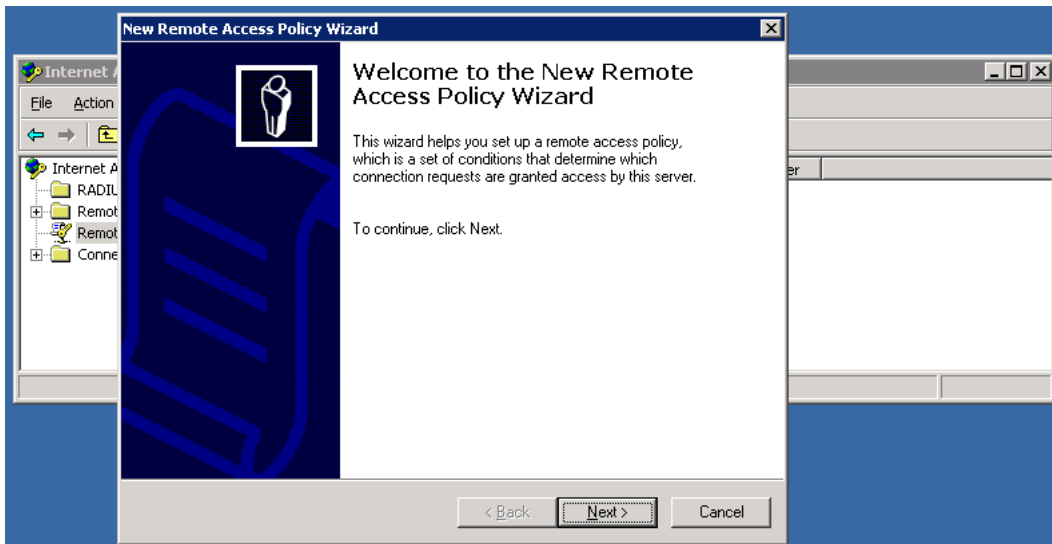 New Remote Access Policy Wizard
Internet
File Action
Welcome to the New Remote
Access Policy Wizard
This wizard helps you set up a remote access policy,
which is a set of conditions that determine which
connection requests are granted access by this server.
To continue, click Next.
Internet A
RADIU
Remot
Remot
Conne
er
< Back
Next >
Cancel